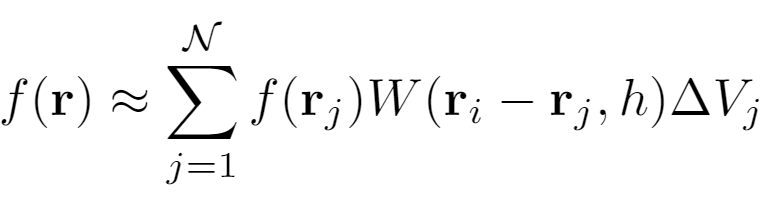 f(𝐫) ≈ ∑_{j=1}^{𝒩} f(𝐫_j)W(𝐫_i − 𝐫_j, h)ΔV_j